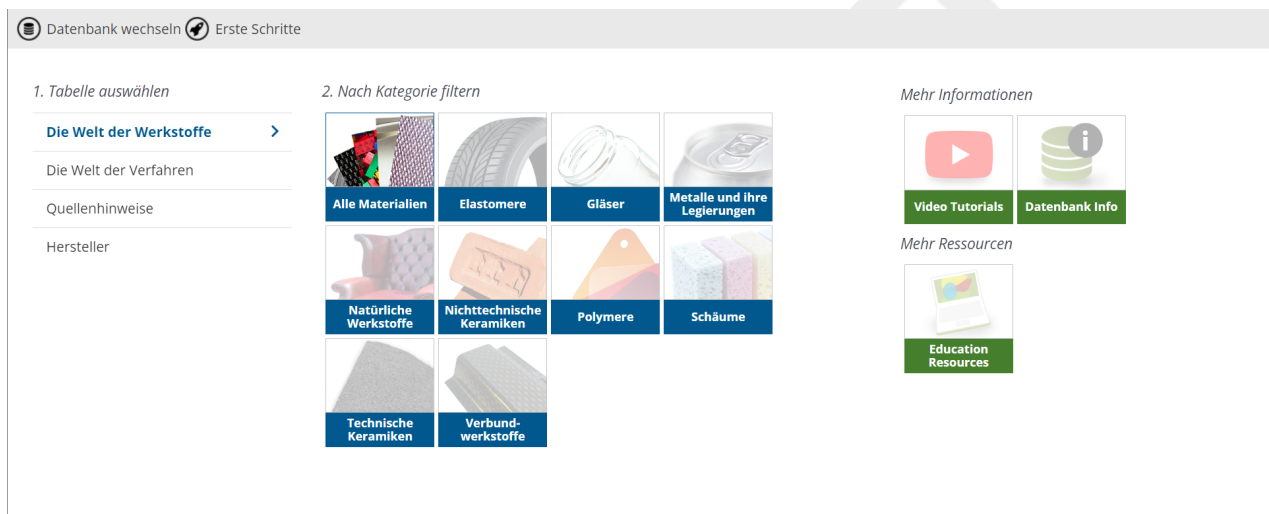 Datenbank wechseln Erste Schritte
1. Tabelle auswählen
Die Welt der Werkstoffe
Die Welt der Verfahren
Quellenhinweise
Hersteller
2. Nach Kategorie filtern
Alle Materialien
Elastomere
Gläser
Metalle und ihre
Legierungen
Natürliche
Werkstoffe
Nichttechnische
Keramiken
Polymere
Schäume
Technische
Keramiken
Verbund-
werkstoffe
Mehr Informationen
Video Tutorials
Datenbank Info
Mehr Ressourcen
Education
Resources